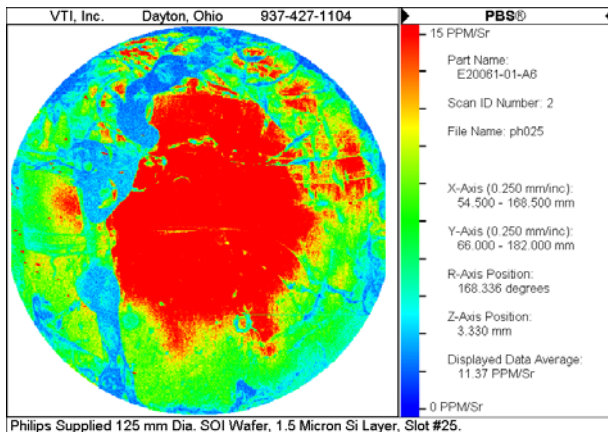 VTI, Inc. Dayton, Ohio 937-427-1104
PBS®
15 PPM/Sr
Part Name:
E20061-01-A6
Scan ID Number: 2
File Name: ph025
X-Axis (0.250 mm/inc):
54.500 - 168.500 mm
Y-Axis (0.250 mm/inc):
66.000 - 182.000 mm
R-Axis Position:
168.336 degrees
Z-Axis Position:
3.330 mm
Displayed Data Average:
11.37 PPM/Sr
0 PPM/Sr
Philips Supplied 125 mm Dia. SOI Wafer, 1.5 Micron Si Layer, Slot #25.